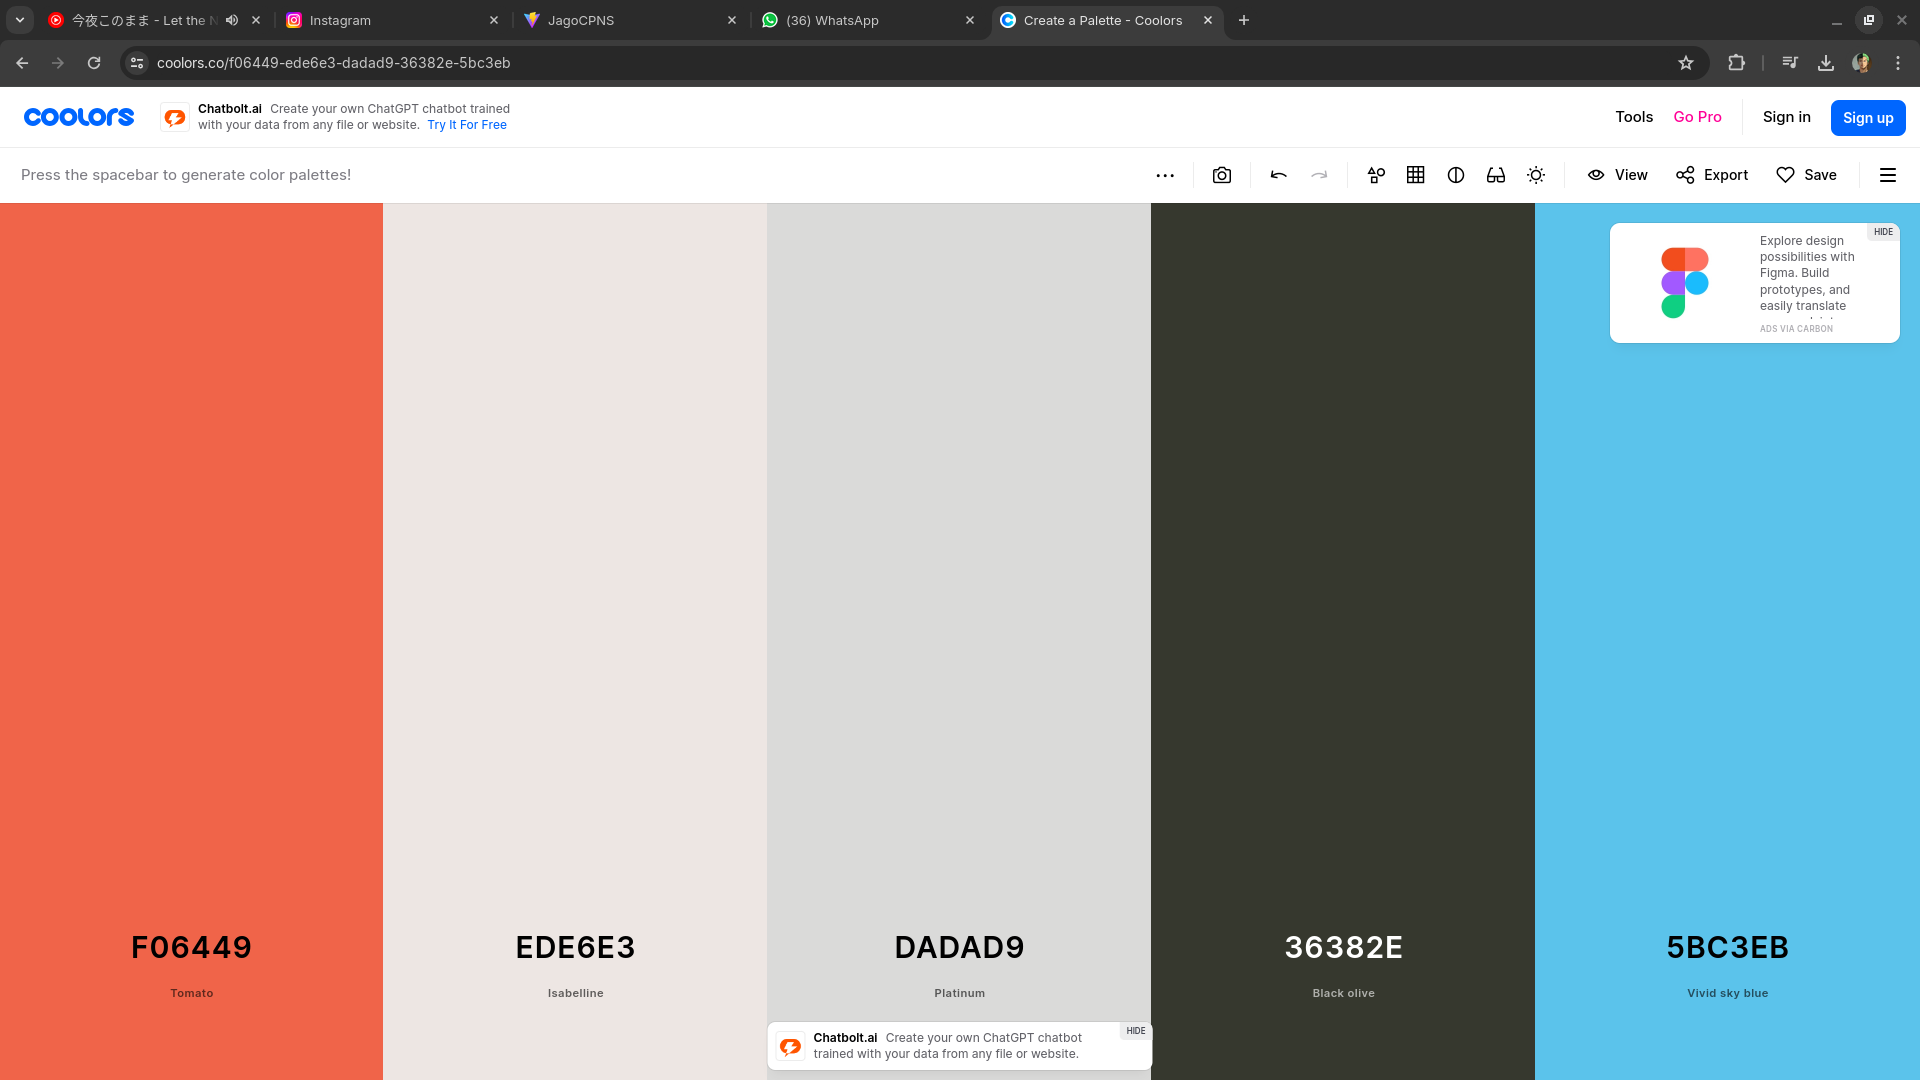 今夜このまま - Let the N
Instagram
JagoCPNS
(36) WhatsApp
Create a Palette - Coolors
coolors.co/f06449-ede6e3-dadad9-36382e-5bc3eb
coolors
Chatbolt.ai Create your own ChatGPT chatbot trained
with your data from any file or website. Try It For Free
Tools
Go Pro
Sign in
Sign up
Press the spacebar to generate color palettes!
View
Export
Save
HIDE
Explore design
possibilities with
Figma. Build
prototypes, and
easily translate
ADS VIA CARBON
F06449
Tomato
EDE6E3
Isabelline
DADAD9
Platinum
36382E
Black olive
5BC3EB
Vivid sky blue
HIDE
Chatbolt.ai Create your own ChatGPT chatbot
trained with your data from any file or website.